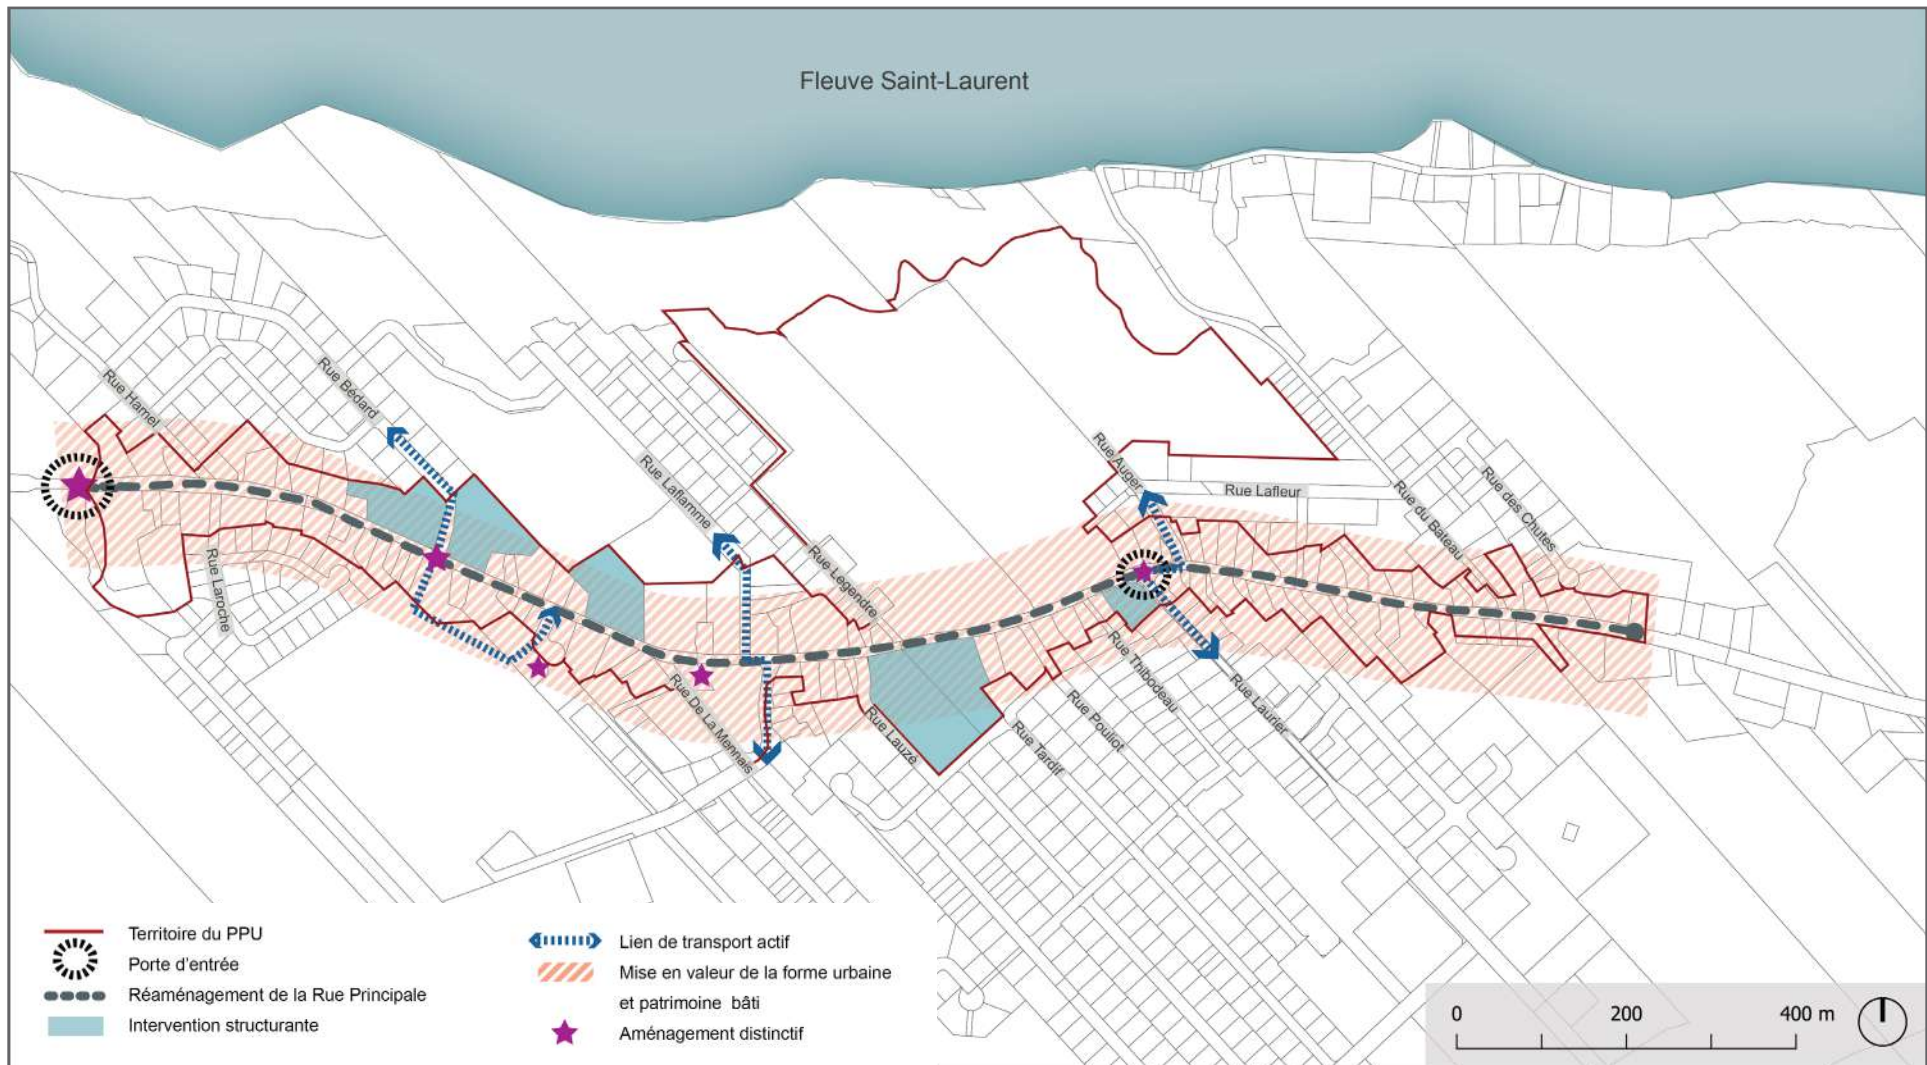 Fleuve Saint-Laurent
Rue Hamel
Rue Bédard
Rue Laflamme
Rue Legendre
Rue Auger
Rue Lafleur
Rue du Bateau
Rue des Chutes
Rue Laroche
Rue De La Mennais
Rue Lauzé
Rue Tardif
Rue Pouliot
Rue Thibodeau
Rue Laurier
Territoire du PPU
Porte d'entrée
Réaménagement de la Rue Principale
Intervention structurante
Lien de transport actif
Mise en valeur de la forme urbaine
et patrimoine bâti
Aménagement distinctif
0 200 400 m